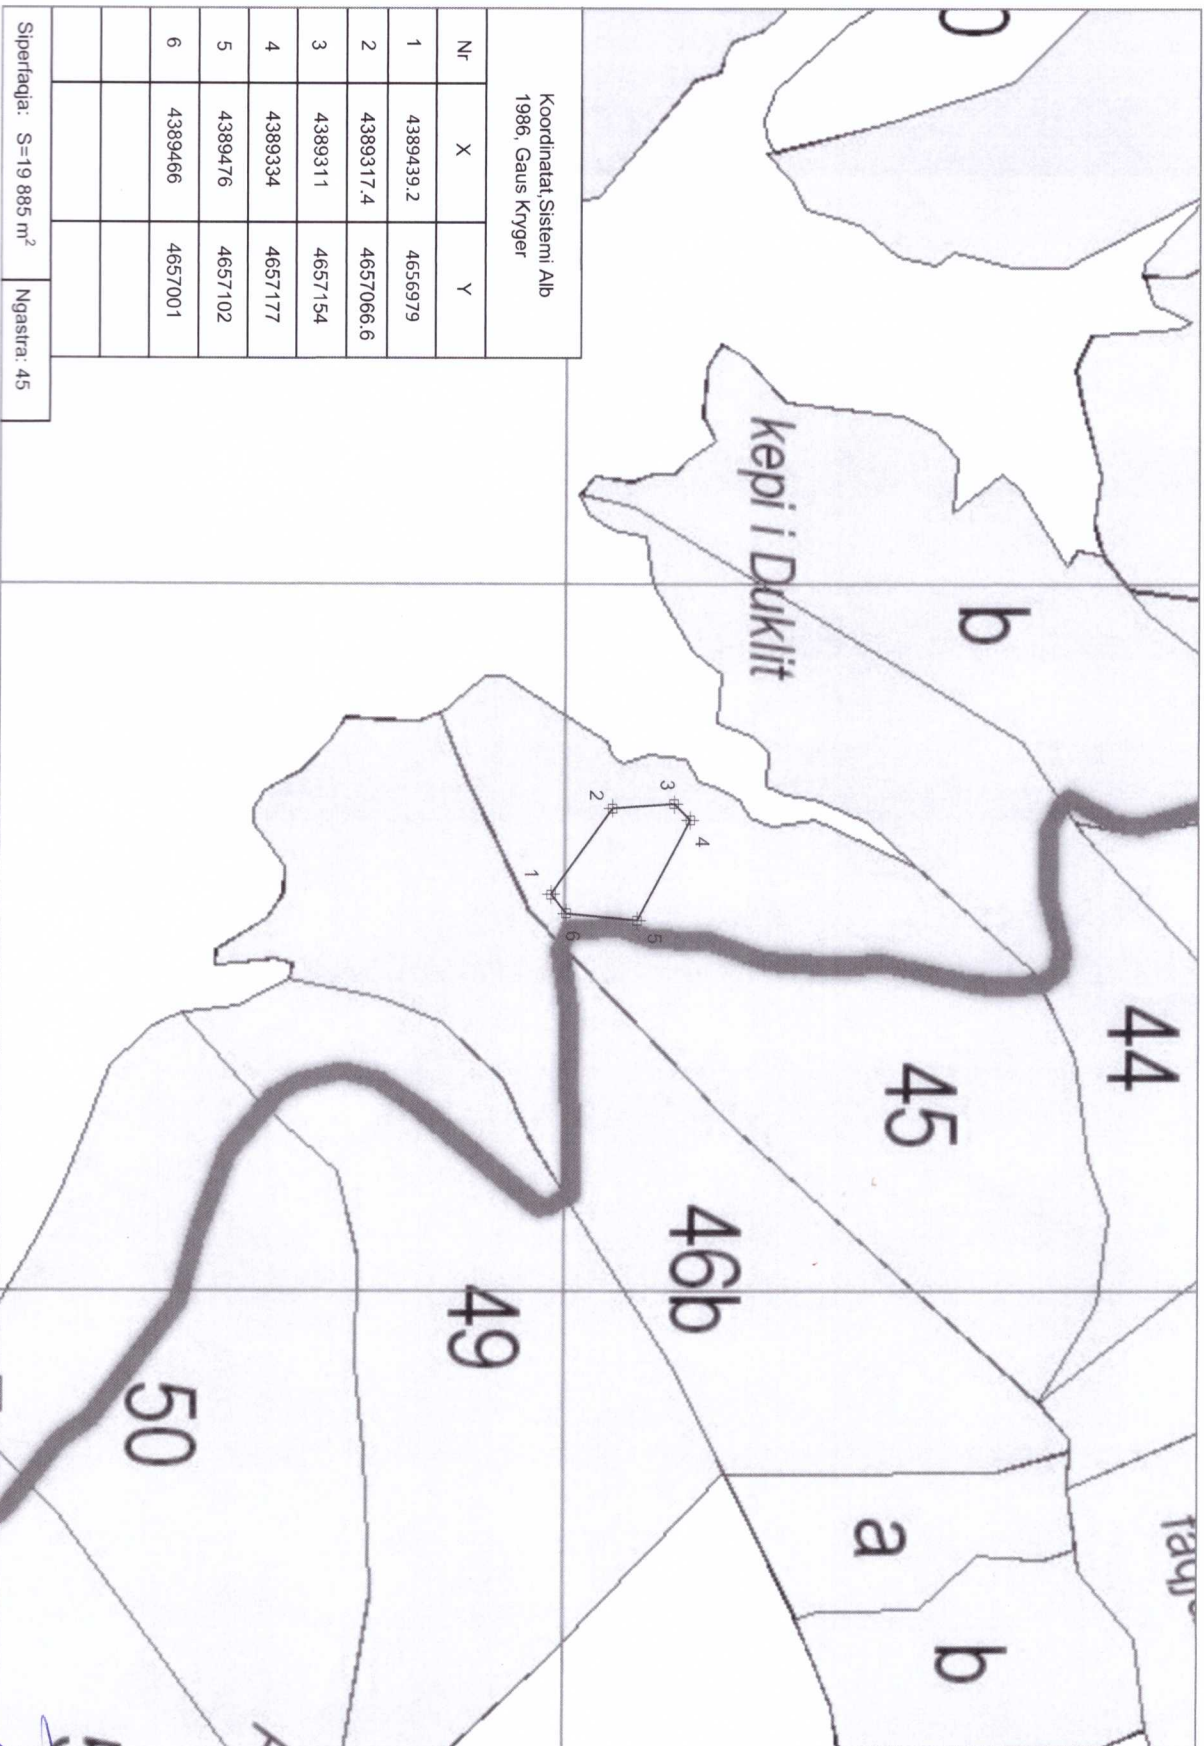 Koordinatat,Sistemi Alb
1986, Gaus Kryger
Nr X Y
1 4389439.2 4656979
2 4389317.4 4657066.6
3 4389311 4657154
4 4389334 4657177
5 4389476 4657102
6 4389466 4657001
Siperfaqja: S=19 885 m² Ngastra: 45
kepi i Duklit
b
44
45
46b
49
50
a
b
1
2
3
4
5
6